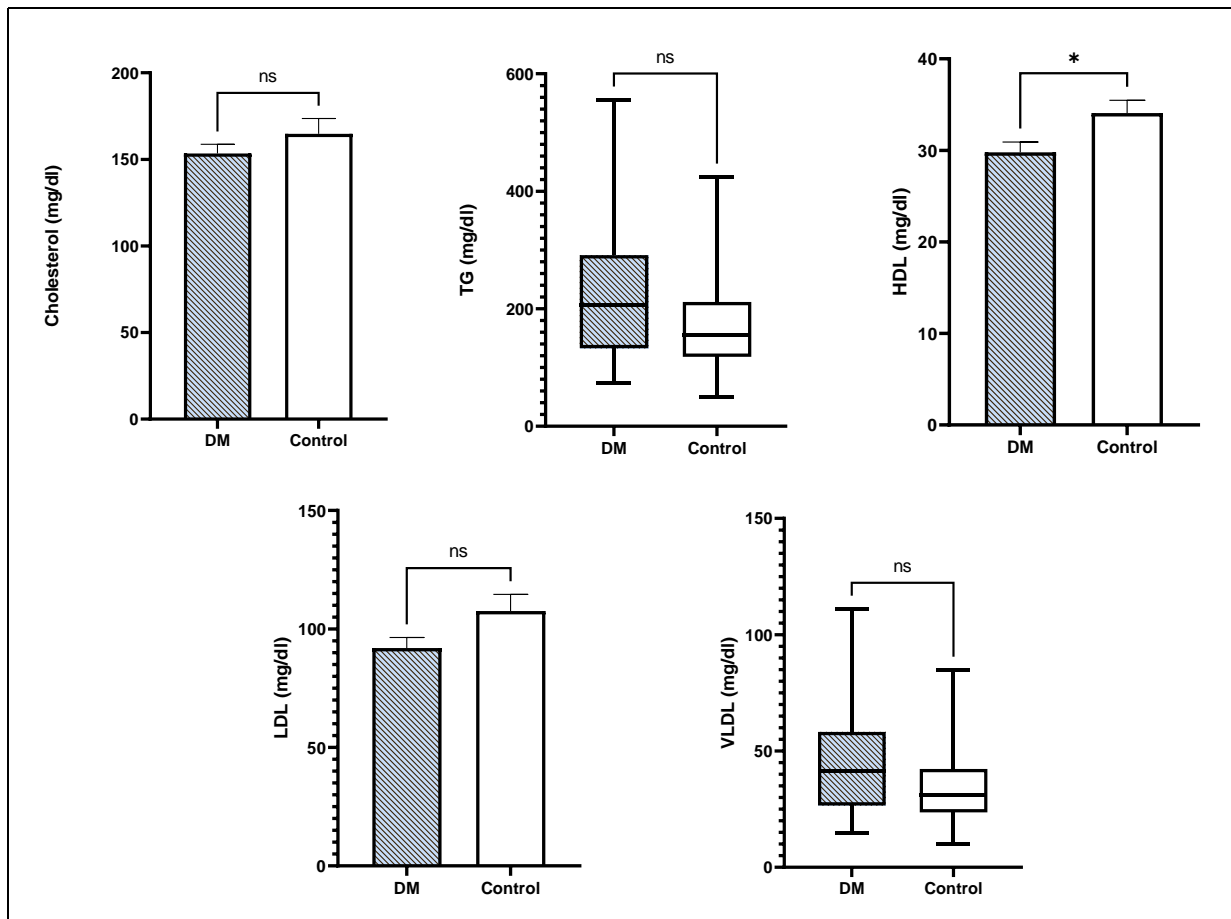 Cholesterol (mg/dl)
200
150
100
50
0
ns
DM Control
TG (mg/dl)
600
400
200
0
ns
DM Control
HDL (mg/dl)
40
30
20
10
0
*
DM Control
LDL (mg/dl)
150
100
50
0
ns
DM Control
VLDL (mg/dl)
150
100
50
0
ns
DM Control